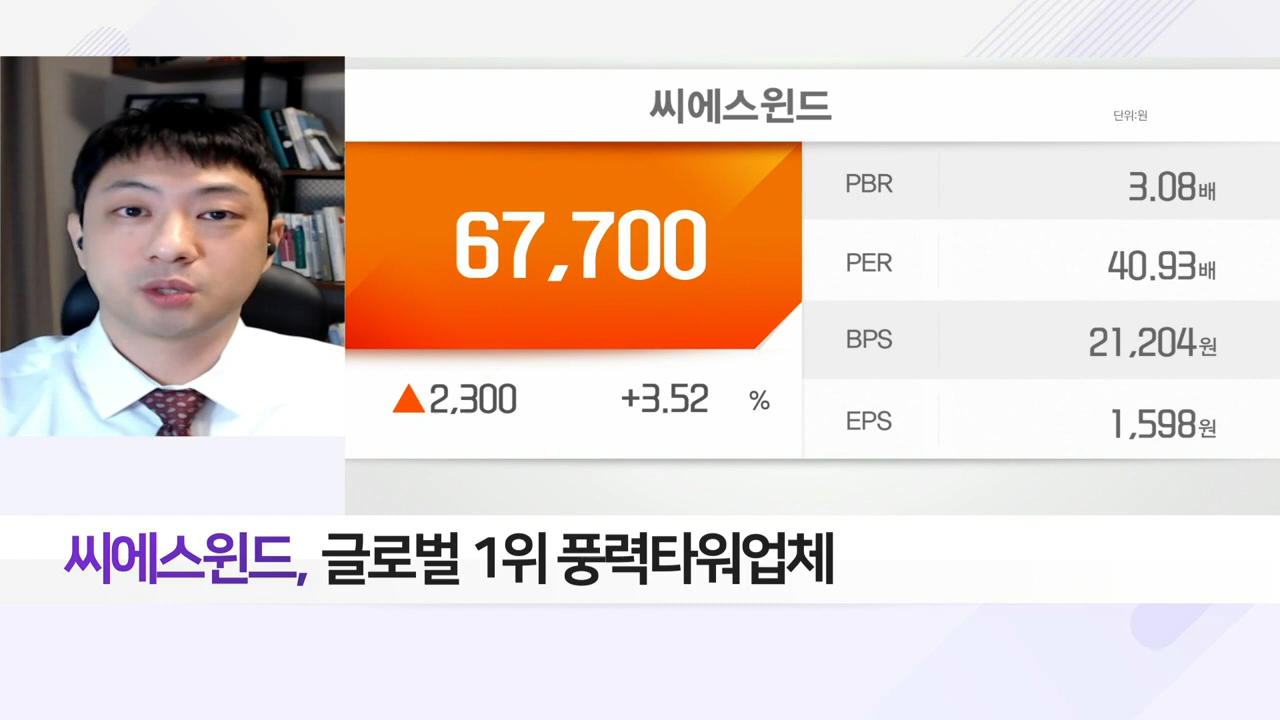 씨에스윈드
단위:원
67,700
▲2,300 +3.52 %
PBR 3.08배
PER 40.93배
BPS 21,204원
EPS 1,598원
씨에스윈드, 글로벌 1위 풍력타워업체